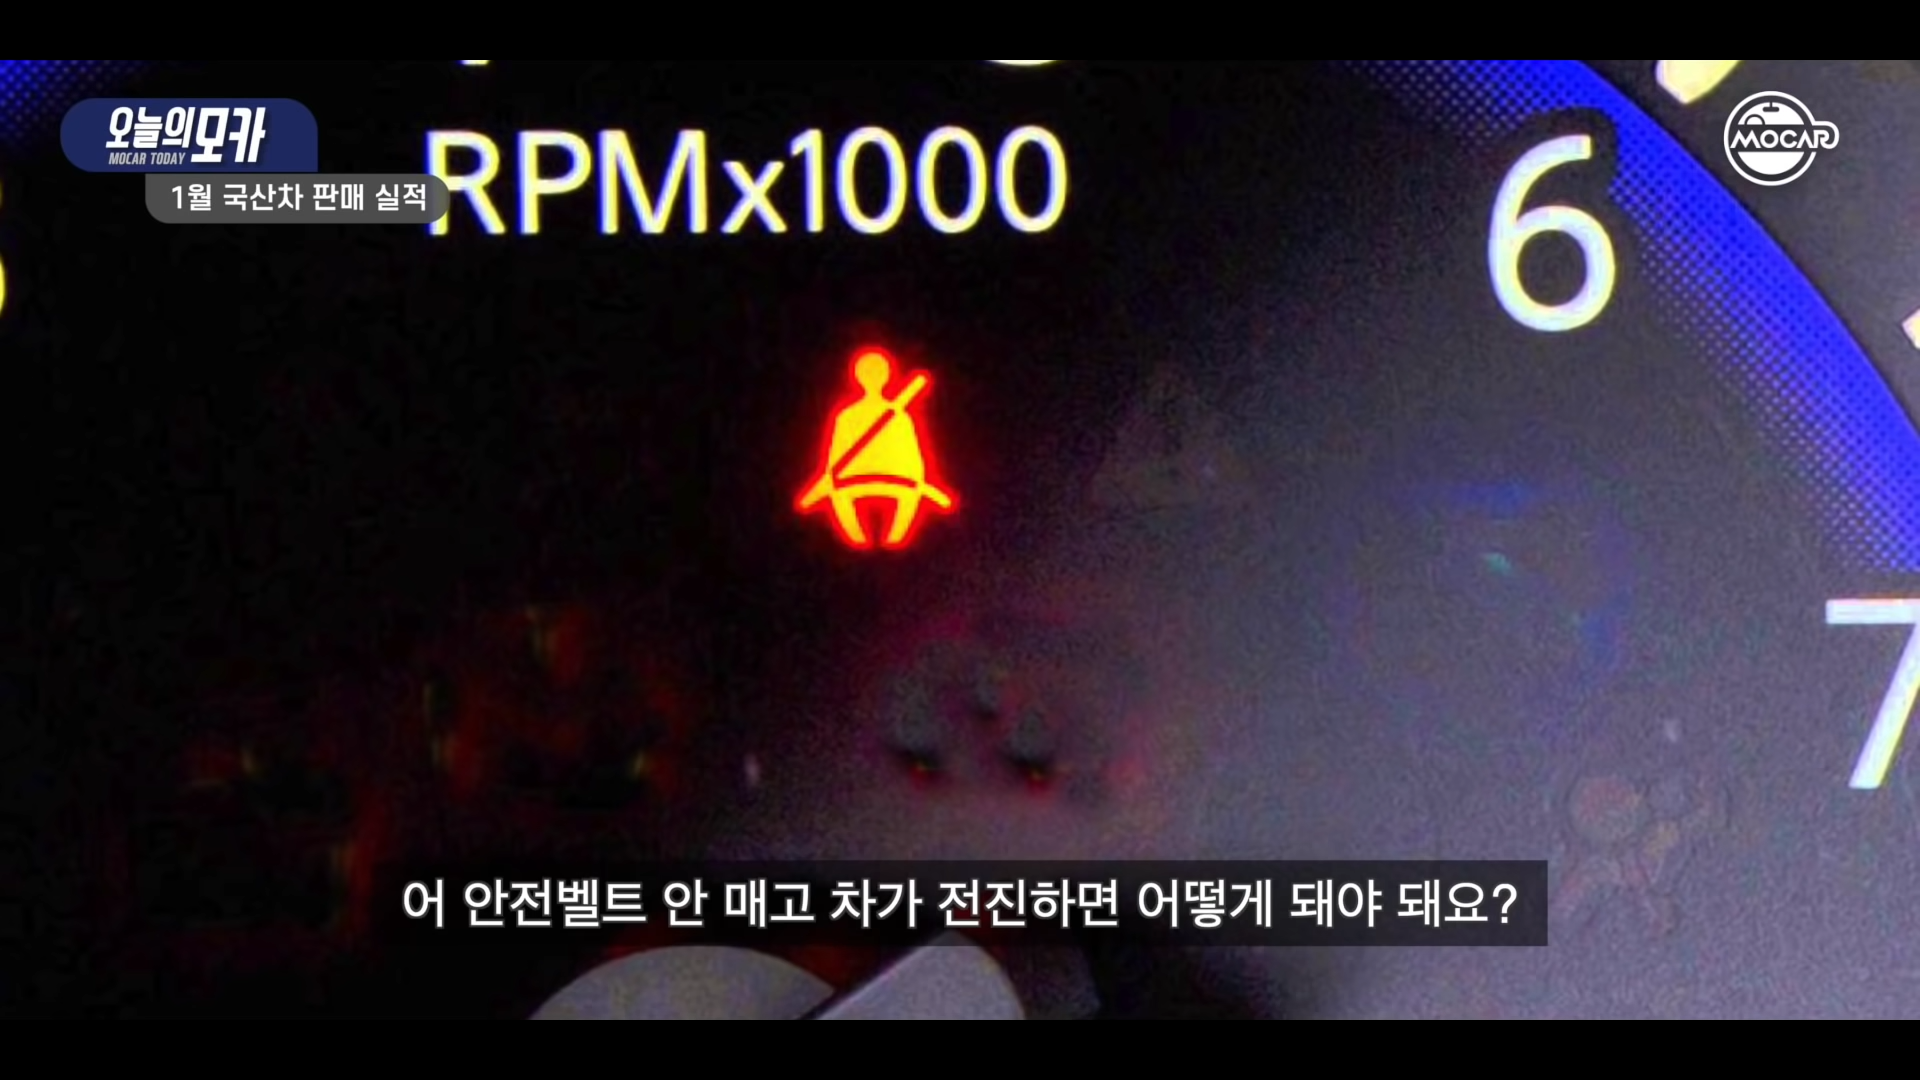 오늘의모카
MOCAR TODAY
1월 국산차 판매 실적
MOCAR
RPMx1000
6
7
어 안전벨트 안 매고 차가 전진하면 어떻게 돼야 돼요?